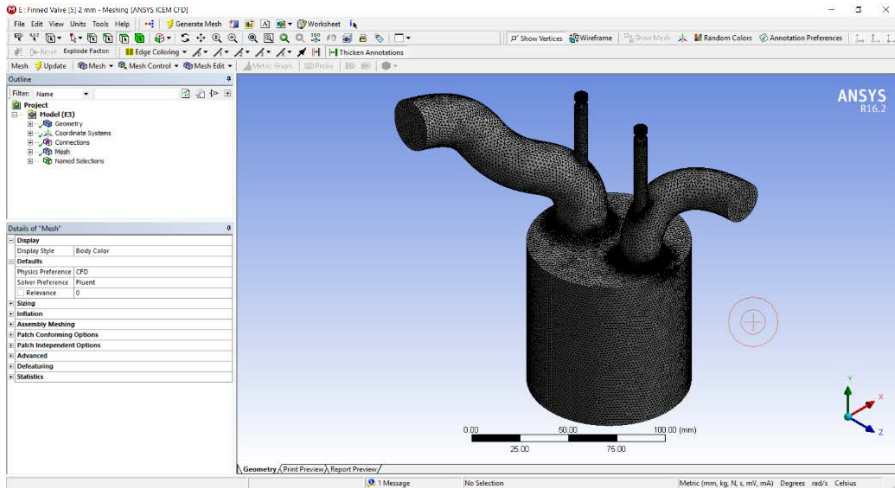 E : Finned Valve (5) 2 mm - Meshing [ANSYS ICEM CFD]
File Edit View Units Tools Help Generate Mesh Worksheet
Show Vertices Wireframe Show Mesh Random Colors Annotation Preferences
Reset Explode Factor: Edge Coloring Thicken Annotations
Mesh Update Mesh Mesh Control Mesh Edit Metric Graph Probe
Outline
Filter: Name
Project
Model (E3)
Geometry
Coordinate Systems
Connections
Mesh
Named Selections
Details of "Mesh"
Display
Display Style Body Color
Defaults
Physics Preference CFD
Solver Preference Fluent
Relevance 0
Sizing
Inflation
Assembly Meshing
Patch Conforming Options
Patch Independent Options
Advanced
Defeaturing
Statistics
ANSYS
R16.2
Y
X
Z
0.00 50.00 100.00 (mm)
25.00 75.00
Geometry Print Preview Report Preview
1 Message No Selection Metric (mm, kg, N, s, mV, mA) Degrees rad/s Celsius